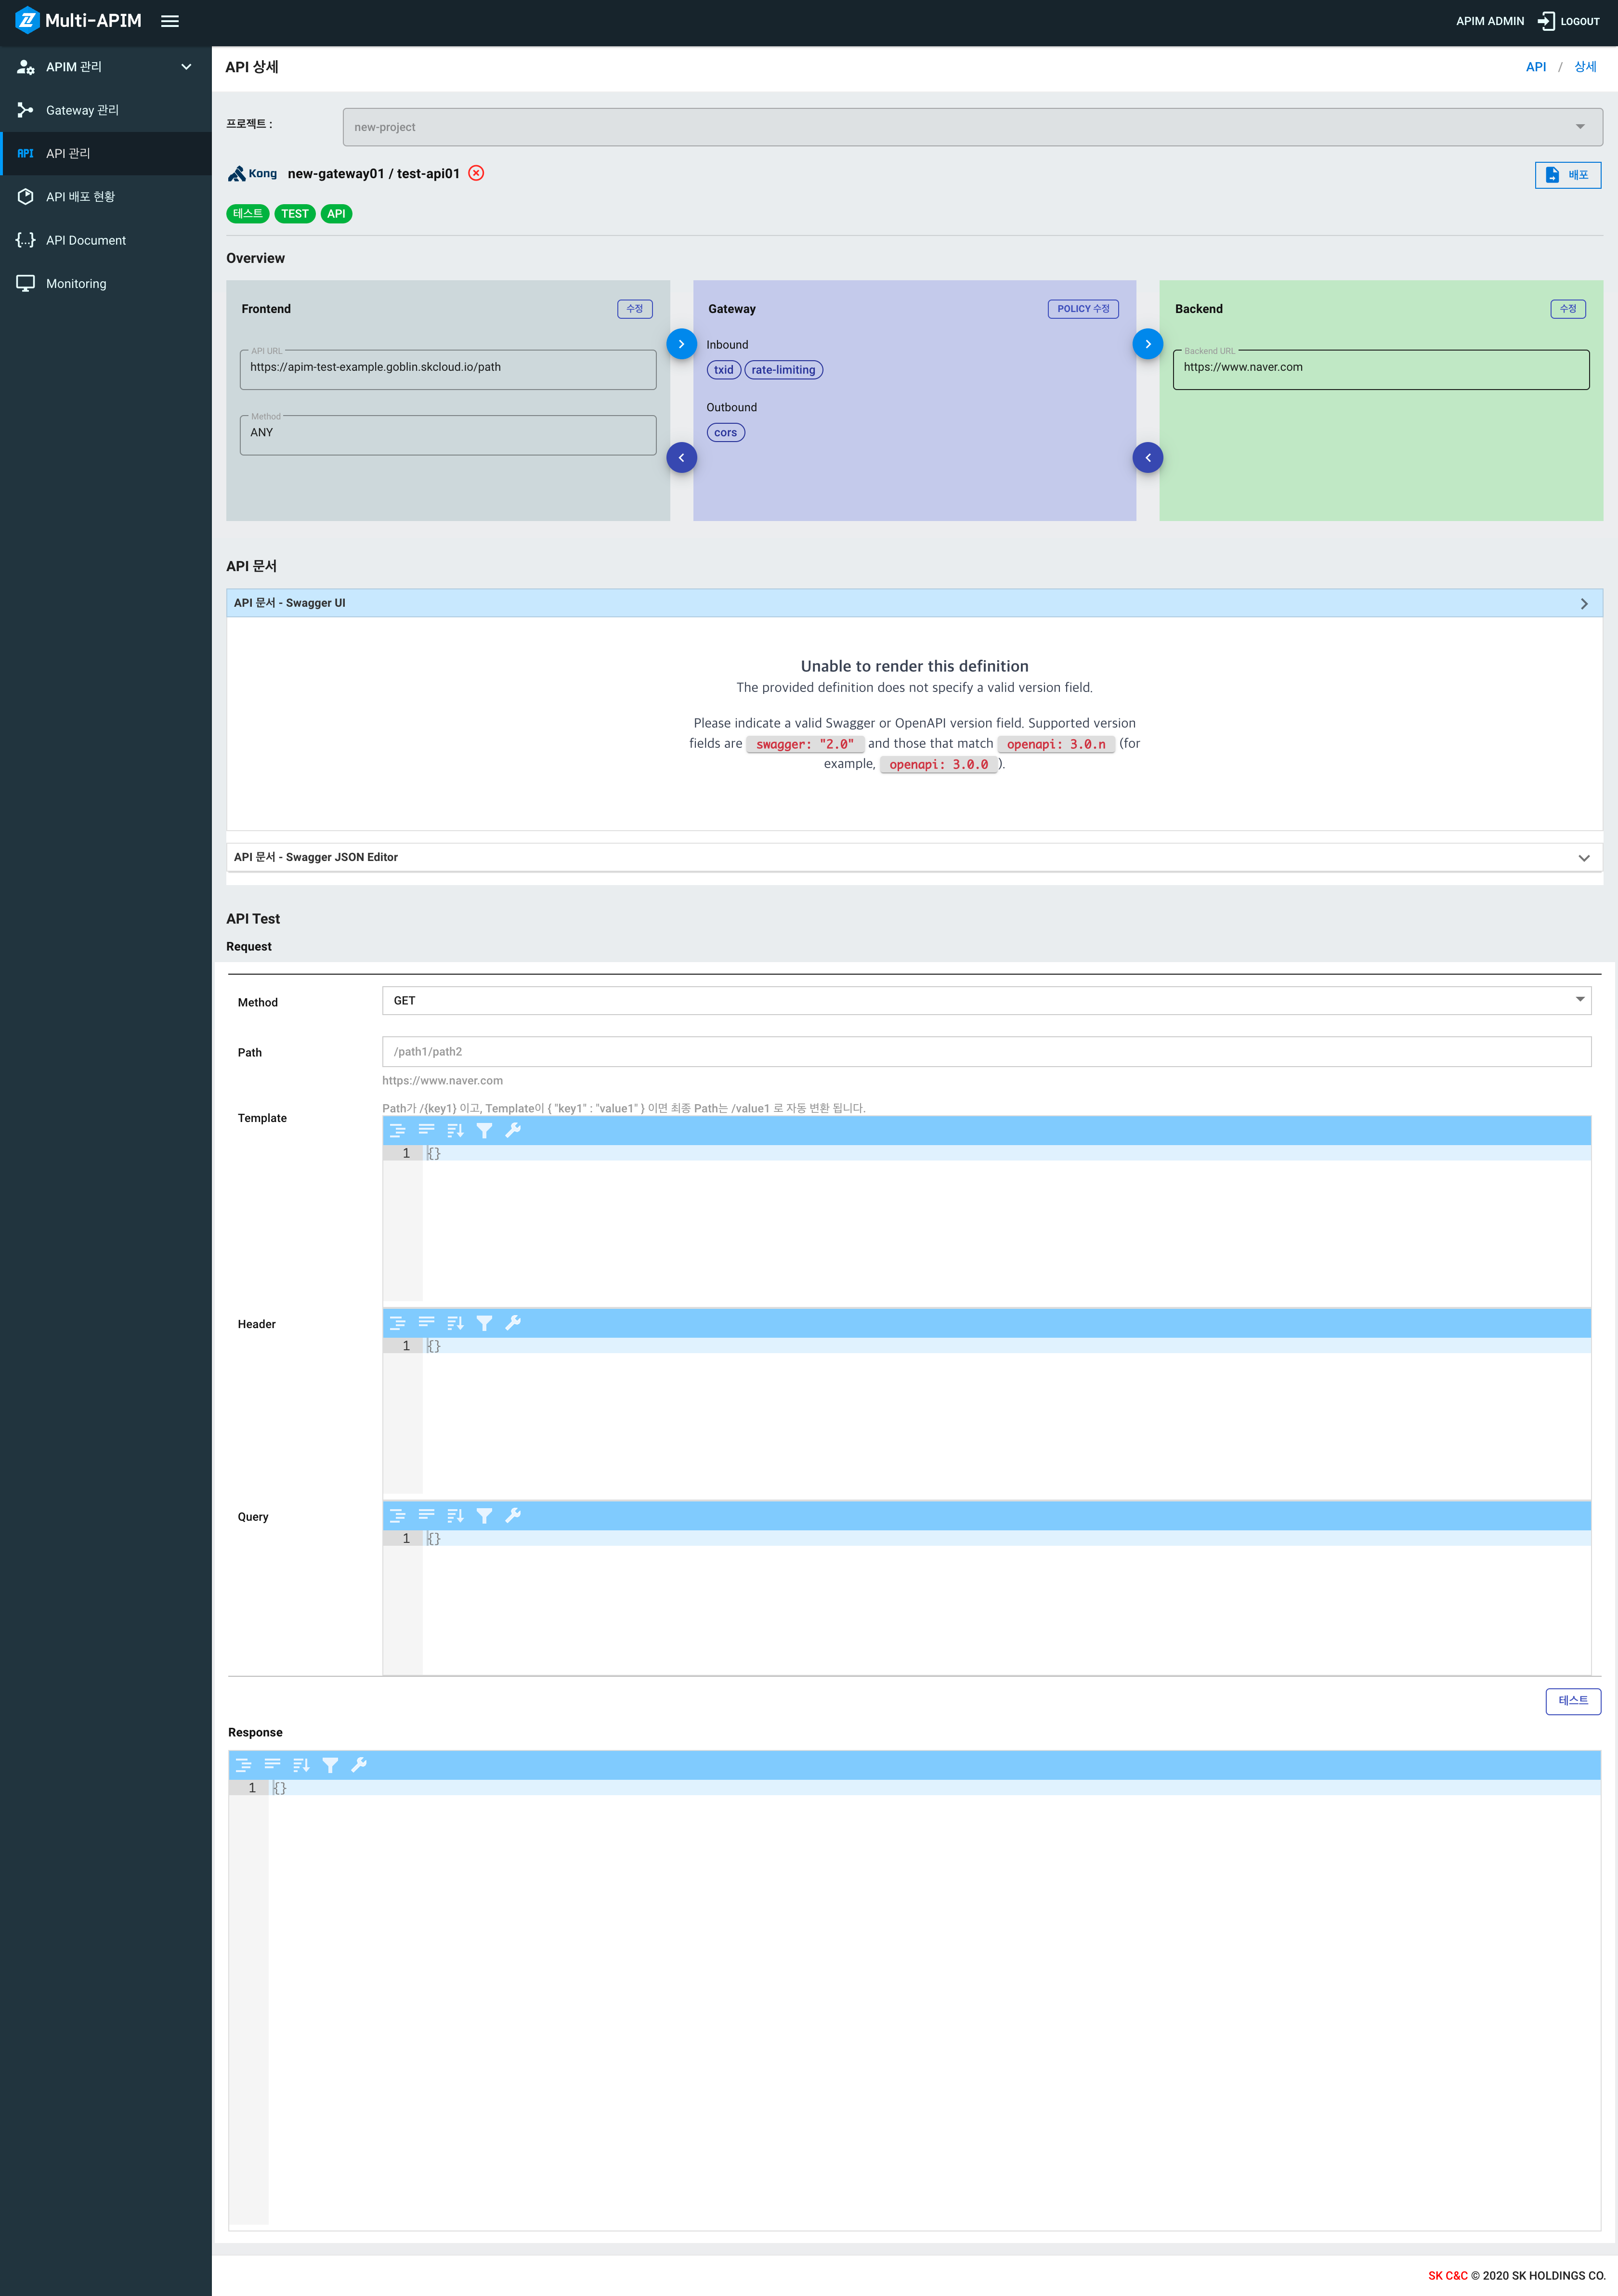 Multi-APIM
APIM ADMIN LOGOUT
APIM 관리
Gateway 관리
API API 관리
API 배포 현황
{...} API Document
Monitoring
API 상세
API / 상세
프로젝트 :
new-project
Kong new-gateway01 / test-api01
배포
테스트 TEST API
Overview
Frontend
수정
API URL
https://apim-test-example.goblin.skcloud.io/path
Method
ANY
Gateway
POLICY 수정
Inbound
txid rate-limiting
Outbound
cors
Backend
수정
Backend URL
https://www.naver.com
API 문서
API 문서 - Swagger UI
Unable to render this definition
The provided definition does not specify a valid version field.
Please indicate a valid Swagger or OpenAPI version field. Supported version
fields are swagger: "2.0" and those that match openapi: 3.0.n (for
example, openapi: 3.0.0 ).
API 문서 - Swagger JSON Editor
API Test
Request
Method
GET
Path
/path1/path2
https://www.naver.com
Template
Path가 /{key1} 이고, Template이 { "key1" : "value1" } 이면 최종 Path는 /value1 로 자동 변환 됩니다.
1 {}
Header
1 {}
Query
1 {}
테스트
Response
1 {}
SK C&C © 2020 SK HOLDINGS CO.